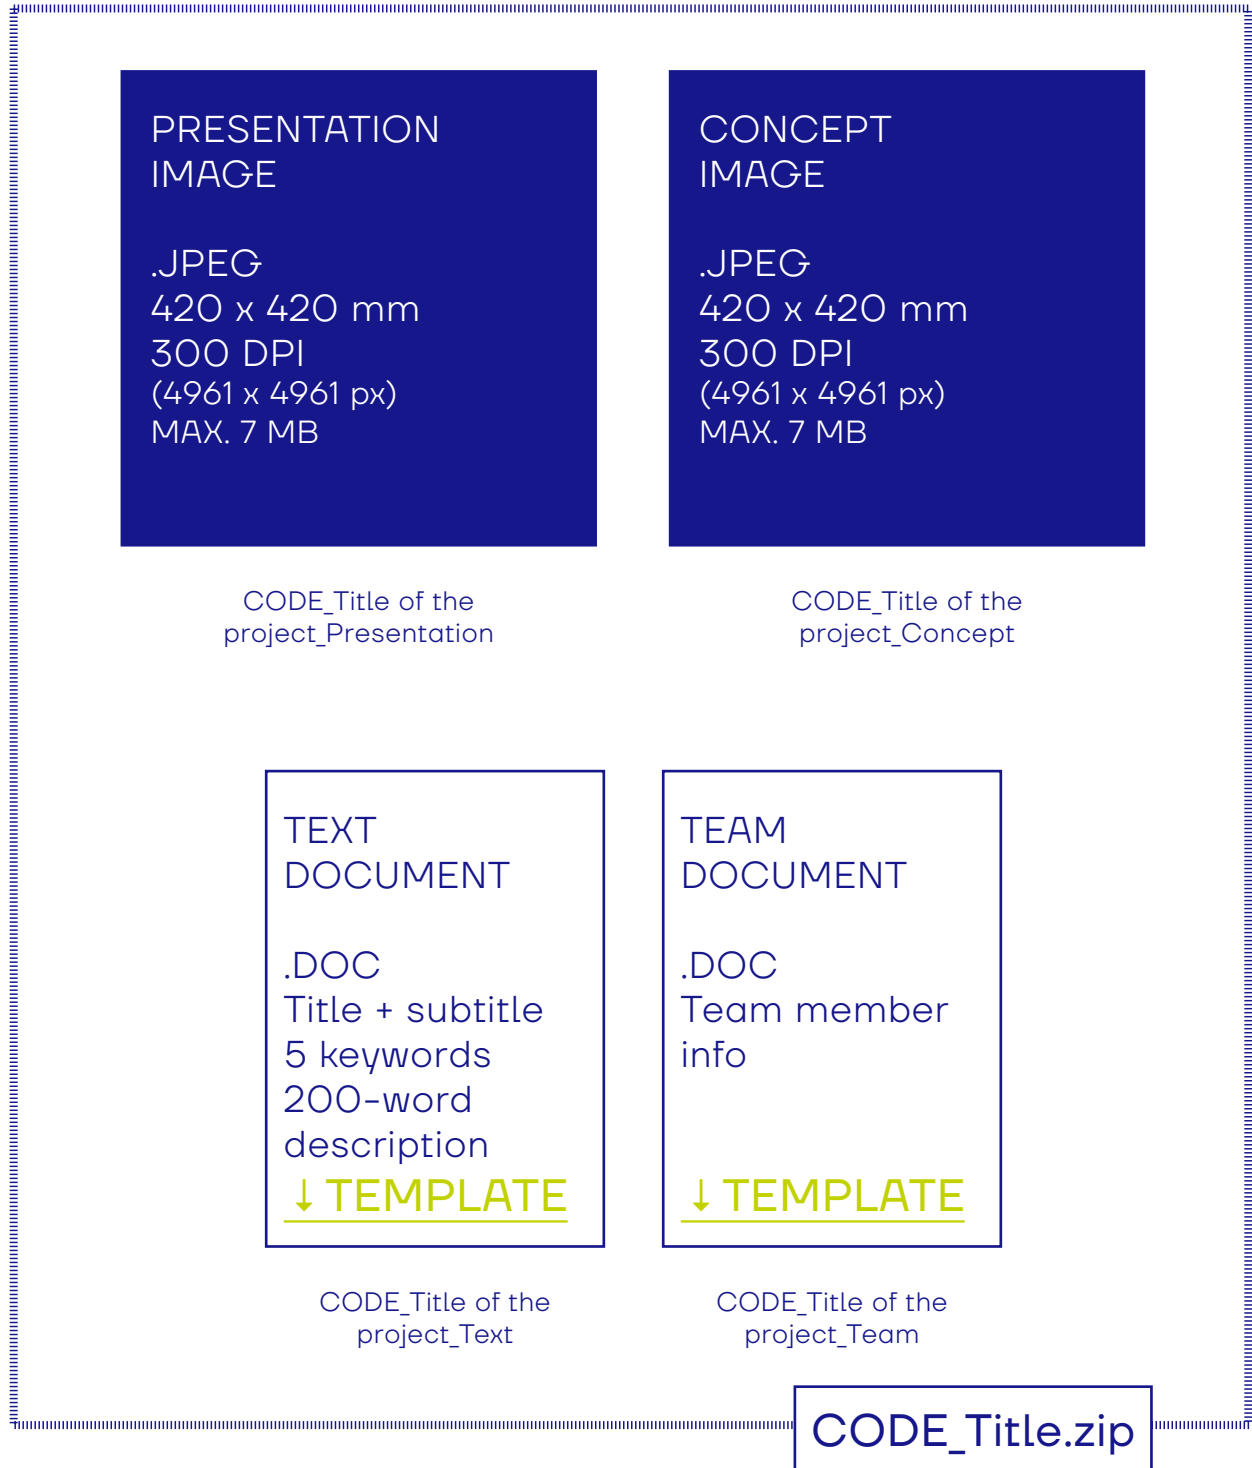 PRESENTATION
IMAGE
.JPEG
420 x 420 mm
300 DPI
(4961 x 4961 px)
MAX. 7 MB
CONCEPT
IMAGE
.JPEG
420 x 420 mm
300 DPI
(4961 x 4961 px)
MAX. 7 MB
CODE_Title of the
project_Presentation
CODE_Title of the
project_Concept
TEXT
DOCUMENT
.DOC
Title + subtitle
5 keywords
200-word
description
↓ TEMPLATE
TEAM
DOCUMENT
.DOC
Team member
info
↓ TEMPLATE
CODE_Title of the
project_Text
CODE_Title of the
project_Team
CODE_Title.zip